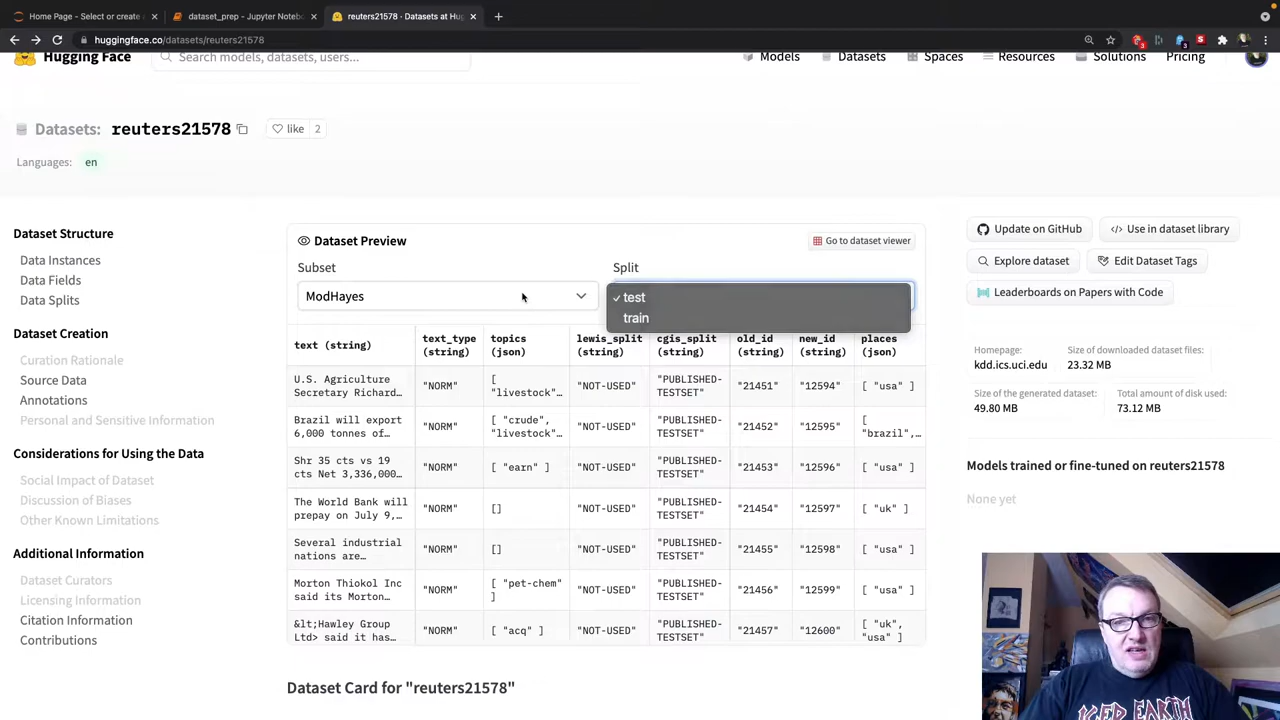 Home Page - Select or create a
dataset_prep - Jupyter Notebo
reuters21578 · Datasets at Hug
huggingface.co/datasets/reuters21578
Hugging Face
Search models, datasets, users...
Models
Datasets
Spaces
Resources
Solutions
Pricing
Datasets: reuters21578
like 2
Languages: en
Dataset Structure
Data Instances
Data Fields
Data Splits
Dataset Creation
Curation Rationale
Source Data
Annotations
Personal and Sensitive Information
Considerations for Using the Data
Social Impact of Dataset
Discussion of Biases
Other Known Limitations
Additional Information
Dataset Curators
Licensing Information
Citation Information
Contributions
Dataset Preview
Go to dataset viewer
Subset
Split
ModHayes
✓ test
train
text (string)
text_type (string)
topics (json)
lewis_split (string)
cgis_split (string)
old_id (string)
new_id (string)
places (json)
U.S. Agriculture Secretary Richard… "NORM" [ "livestock"… "NOT-USED" "PUBLISHED-TESTSET" "21451" "12594" [ "usa" ]
Brazil will export 6,000 tonnes of… "NORM" [ "crude", "livestock"… "NOT-USED" "PUBLISHED-TESTSET" "21452" "12595" [ "brazil",…
Shr 35 cts vs 19 cts Net 3,336,000… "NORM" [ "earn" ] "NOT-USED" "PUBLISHED-TESTSET" "21453" "12596" [ "usa" ]
The World Bank will prepay on July 9,… "NORM" [] "NOT-USED" "PUBLISHED-TESTSET" "21454" "12597" [ "uk" ]
Several industrial nations are… "NORM" [] "NOT-USED" "PUBLISHED-TESTSET" "21455" "12598" [ "usa" ]
Morton Thiokol Inc said its Morton… "NORM" [ "pet-chem" ] "NOT-USED" "PUBLISHED-TESTSET" "21456" "12599" [ "usa" ]
&lt;Hawley Group Ltd> said it has… "NORM" [ "acq" ] "NOT-USED" "PUBLISHED-TESTSET" "21457" "12600" [ "uk", "usa" ]
Dataset Card for "reuters21578"
Update on GitHub
Use in dataset library
Explore dataset
Edit Dataset Tags
Leaderboards on Papers with Code
Homepage:
kdd.ics.uci.edu
Size of downloaded dataset files:
23.32 MB
Size of the generated dataset:
49.80 MB
Total amount of disk used:
73.12 MB
Models trained or fine-tuned on reuters21578
None yet
ICED EARTH